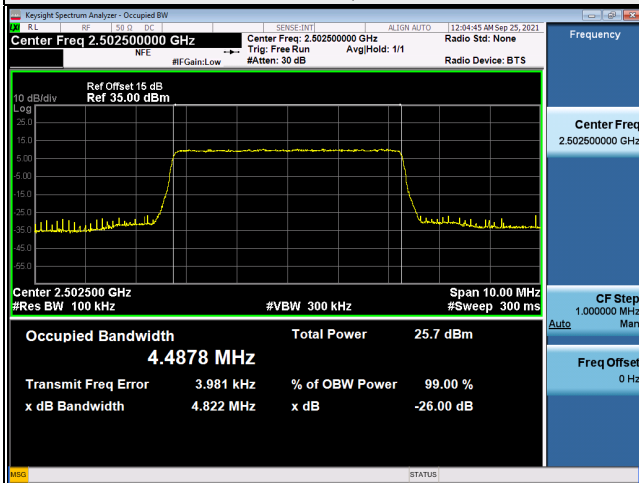 Keysight Spectrum Analyzer - Occupied BW
RL RF 50 Ω DC SENSE:INT ALIGN AUTO 12:04:45 AM Sep 25, 2021
Center Freq 2.502500000 GHz
NFE
#IFGain:Low
Center Freq: 2.502500000 GHz
Trig: Free Run Avg|Hold: 1/1
#Atten: 30 dB
Radio Std: None
Radio Device: BTS
Frequency
Ref Offset 15 dB
10 dB/div Ref 35.00 dBm
Log
25.0
15.0
5.00
-5.00
-15.0
-25.0
-35.0
-45.0
-55.0
Center Freq
2.502500000 GHz
Center 2.502500 GHz Span 10.00 MHz
#Res BW 100 kHz #VBW 300 kHz #Sweep 300 ms
CF Step
1.000000 MHz
Auto Man
Occupied Bandwidth Total Power 25.7 dBm
4.4878 MHz
Transmit Freq Error 3.981 kHz % of OBW Power 99.00 %
x dB Bandwidth 4.822 MHz x dB -26.00 dB
Freq Offset
0 Hz
MSG STATUS